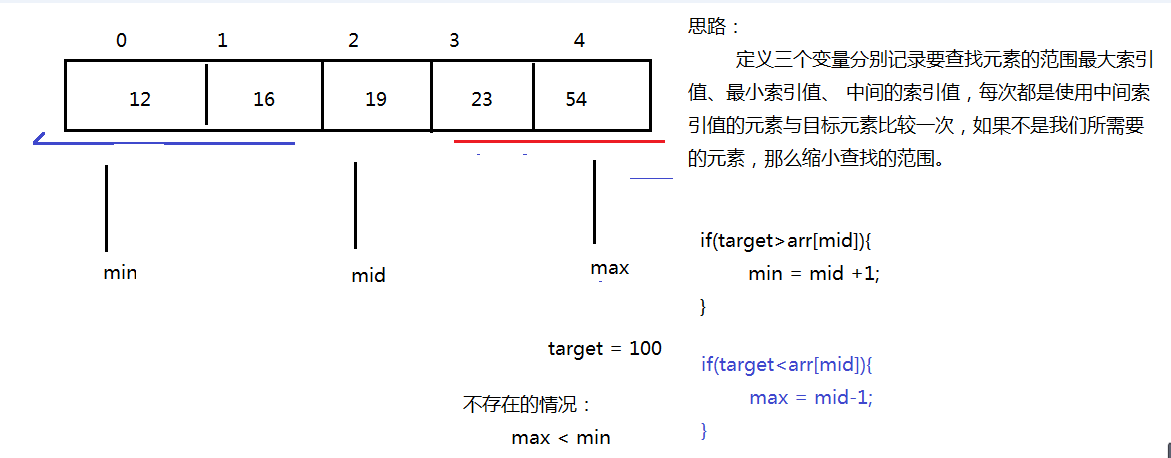 0 1 2 3 4
12 16 19 23 54
min mid max
target = 100
不存在的情况：
max < min
思路：
定义三个变量分别记录要查找元素的范围最大索引
值、最小索引值、 中间的索引值，每次都是使用中间索
引值的元素与目标元素比较一次，如果不是我们所需要
的元素，那么缩小查找的范围。
if(target>arr[mid]){
min = mid +1;
}
if(target<arr[mid]){
max = mid-1;
}